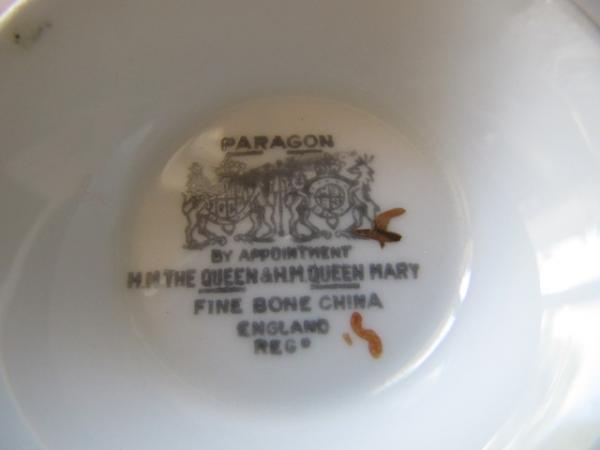 PARAGON
BY APPOINTMENT
H.M THE QUEEN & H.M QUEEN MARY
FINE BONE CHINA
ENGLAND
REGD